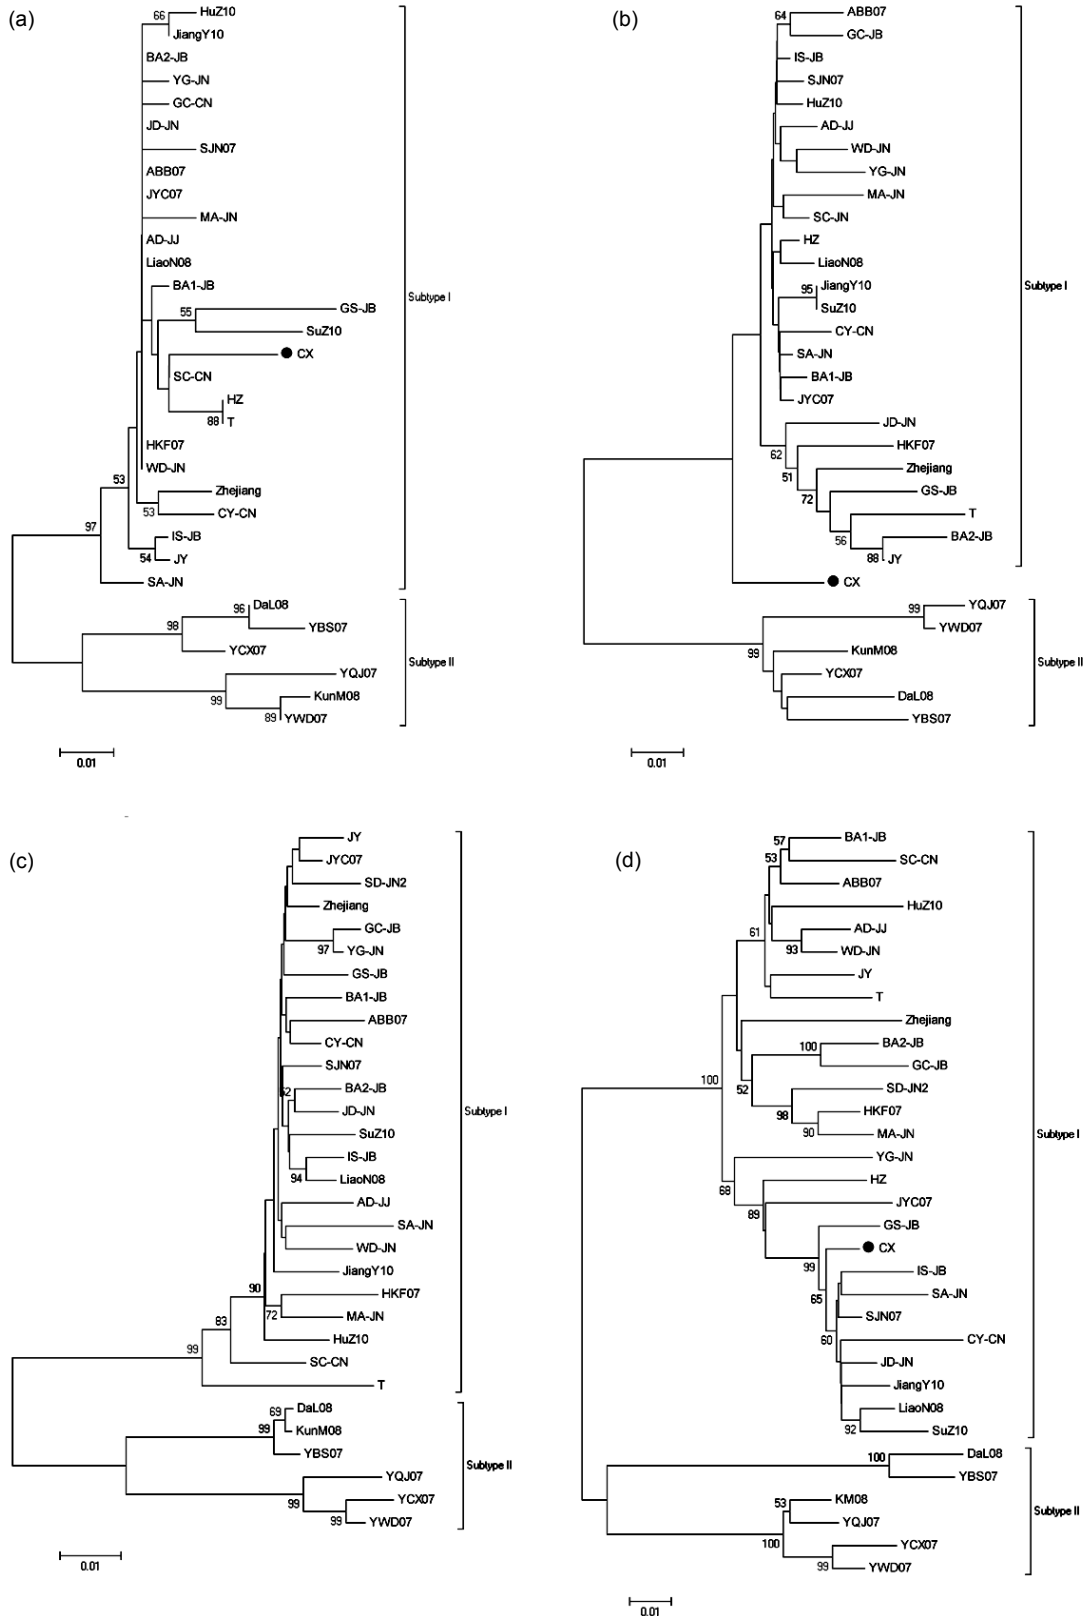 (a)
66
HuZ10
JiangY10
BA2-JB
YG-JN
GC-CN
JD-JN
SJN07
ABB07
JYC07
MA-JN
AD-JJ
LiaoN08
BA1-JB
GS-JB
55
SuZ10
CX
SC-CN
HZ
88
T
HKF07
WD-JN
53
Zhejiang
53
CY-CN
97
IS-JB
54
JY
SA-JN
Subtype I
96
DaL08
YBS07
98
YCX07
YQJ07
99
KunM08
89
YWD07
Subtype II
0.01
(b)
64
ABB07
GC-JB
IS-JB
SJN07
HuZ10
AD-JJ
WD-JN
YG-JN
MA-JN
SC-JN
HZ
LiaoN08
95
JiangY10
SuZ10
CY-CN
SA-JN
BA1-JB
JYC07
JD-JN
62
HKF07
51
Zhejiang
72
GS-JB
T
56
BA2-JB
88
JY
Subtype I
CX
99
YQJ07
YWD07
99
KunM08
YCX07
DaL08
YBS07
Subtype II
0.01
(c)
JY
JYC07
SD-JN2
Zhejiang
GC-JB
97
YG-JN
GS-JB
BA1-JB
ABB07
CY-CN
SJN07
62
BA2-JB
JD-JN
SuZ10
IS-JB
94
LiaoN08
AD-JJ
SA-JN
WD-JN
JiangY10
90
HKF07
72
MA-JN
83
HuZ10
99
SC-CN
T
Subtype I
69
DaL08
99
KunM08
YBS07
YQJ07
99
YCX07
99
YWD07
Subtype II
0.01
(d)
57
BA1-JB
53
SC-CN
ABB07
HuZ10
61
AD-JJ
93
WD-JN
JY
T
Zhejiang
100
BA2-JB
GC-JB
100
52
SD-JN2
98
HKF07
90
MA-JN
YG-JN
68
HZ
89
JYC07
GS-JB
99
CX
IS-JB
65
SA-JN
SJN07
60
CY-CN
JD-JN
JiangY10
LiaoN08
92
SuZ10
Subtype I
100
DaL08
YBS07
53
KM08
YQJ07
100
YCX07
99
YWD07
Subtype II
0.01